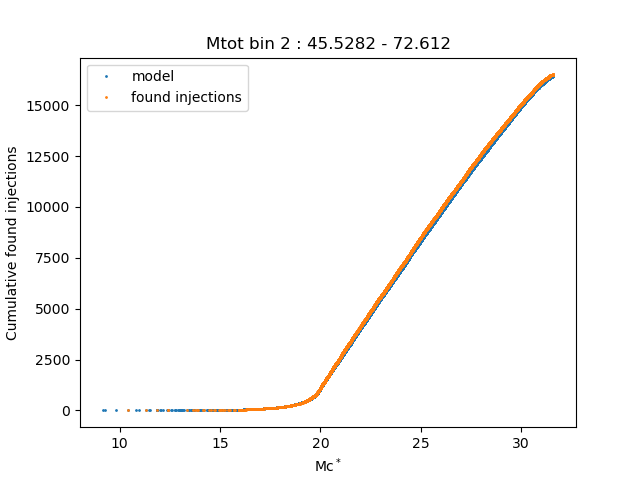 Mtot bin 2 : 45.5282 - 72.612
model
found injections
15000
12500
10000
7500
5000
2500
0
Cumulative found injections
10
15
20
25
30
Mc*